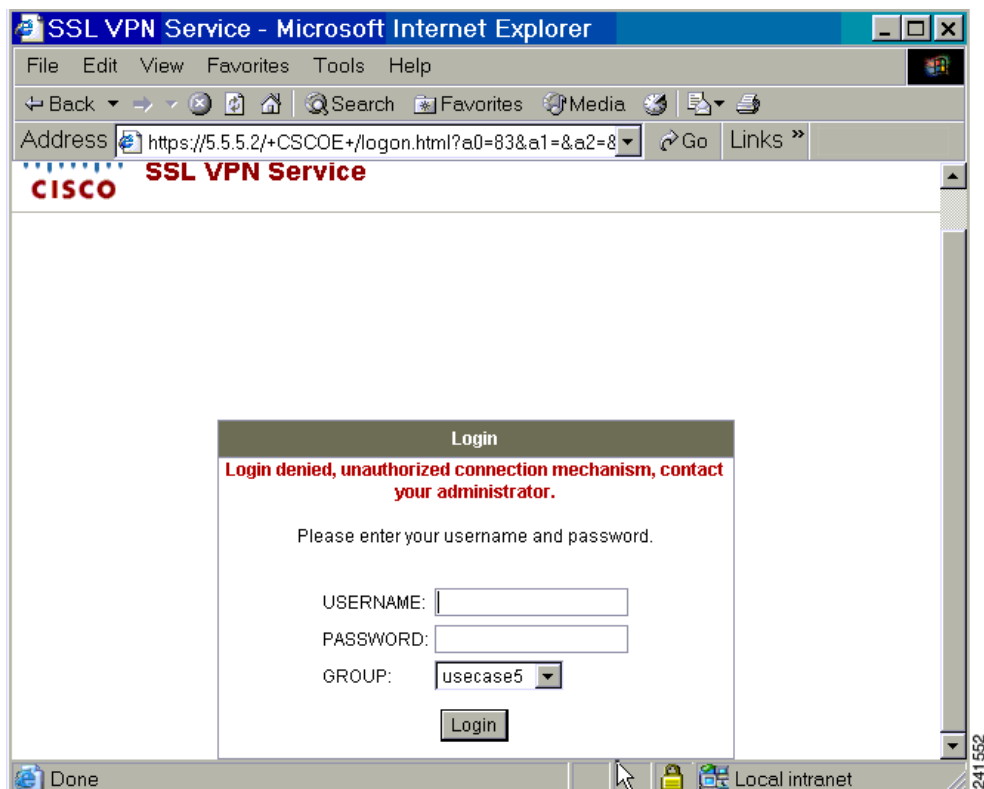 SSL VPN Service - Microsoft Internet Explorer
File Edit View Favorites Tools Help
Back Search Favorites Media
Address https://5.5.5.2/+CSCOE+/logon.html?a0=83&a1=&a2=& Go Links »
CISCO SSL VPN Service
Login
Login denied, unauthorized connection mechanism, contact
your administrator.
Please enter your username and password.
USERNAME:
PASSWORD:
GROUP: usecase5
Login
Done Local intranet
241552